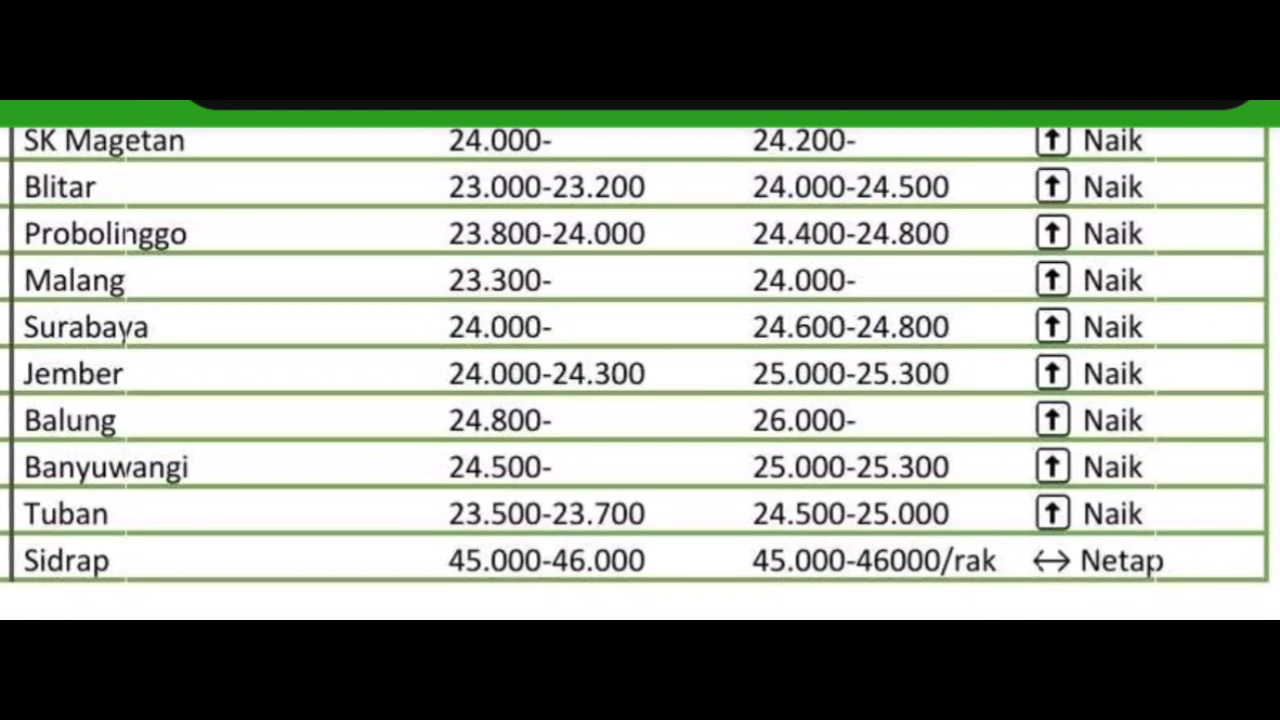 SK Magetan 24.000- 24.200- ↑ Naik
Blitar 23.000-23.200 24.000-24.500 ↑ Naik
Probolinggo 23.800-24.000 24.400-24.800 ↑ Naik
Malang 23.300- 24.000- ↑ Naik
Surabaya 24.000- 24.600-24.800 ↑ Naik
Jember 24.000-24.300 25.000-25.300 ↑ Naik
Balung 24.800- 26.000- ↑ Naik
Banyuwangi 24.500- 25.000-25.300 ↑ Naik
Tuban 23.500-23.700 24.500-25.000 ↑ Naik
Sidrap 45.000-46.000 45.000-46000/rak ↔ Netap